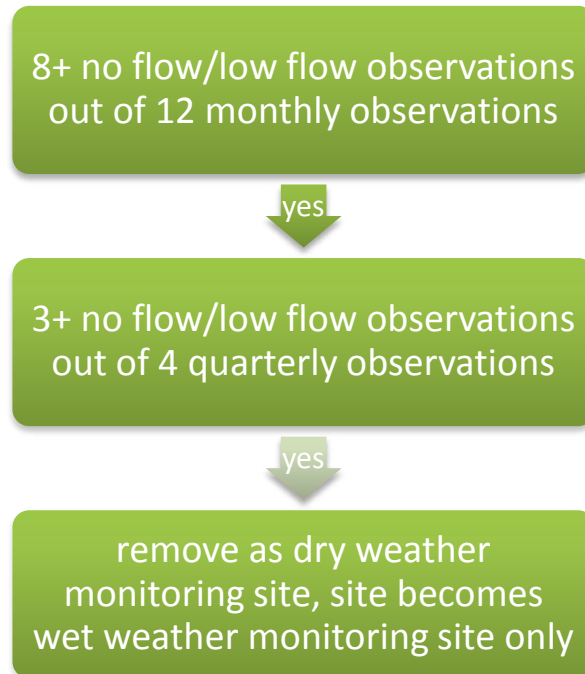 8+ no flow/low flow observations
out of 12 monthly observations
yes
3+ no flow/low flow observations
out of 4 quarterly observations
yes
remove as dry weather
monitoring site, site becomes
wet weather monitoring site only